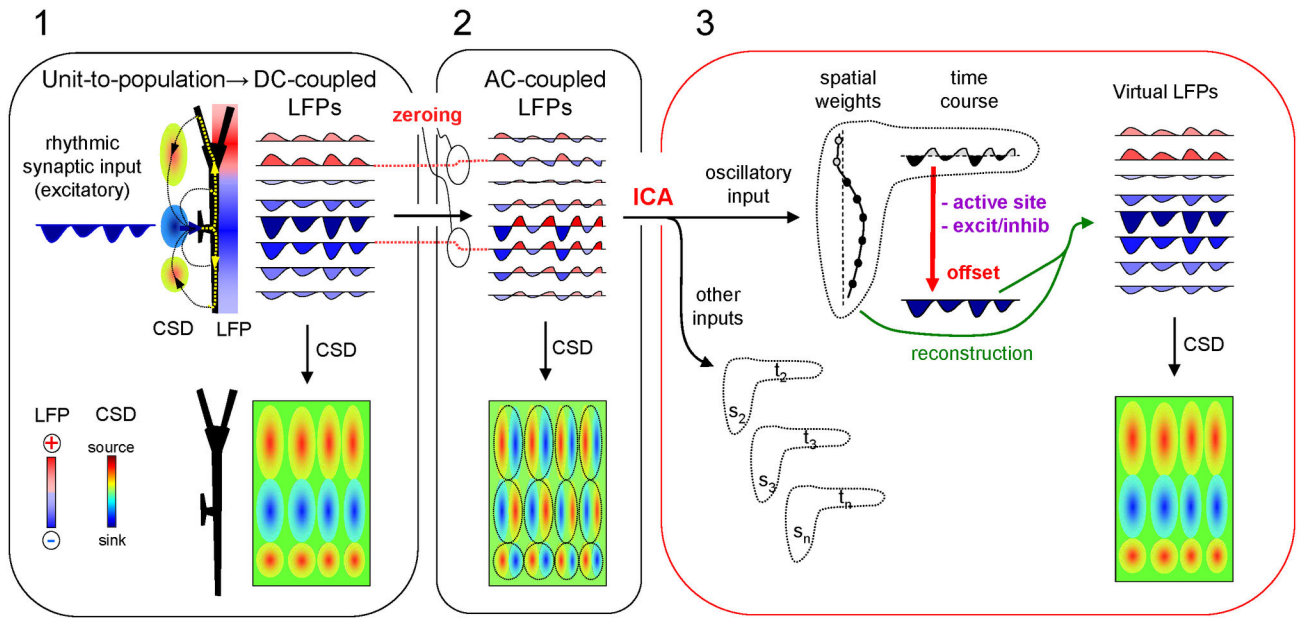 1
Unit-to-population→ DC-coupled
LFPs
rhythmic
synaptic input
(excitatory)
CSD
LFP
CSD
LFP
CSD
+
source
-
sink
zeroing
2
AC-coupled
LFPs
CSD
3
ICA
oscillatory
input
other
inputs
spatial
weights
time
course
- active site
- excit/inhib
offset
reconstruction
Virtual LFPs
CSD
t2
s2
t3
s3
tn
sn